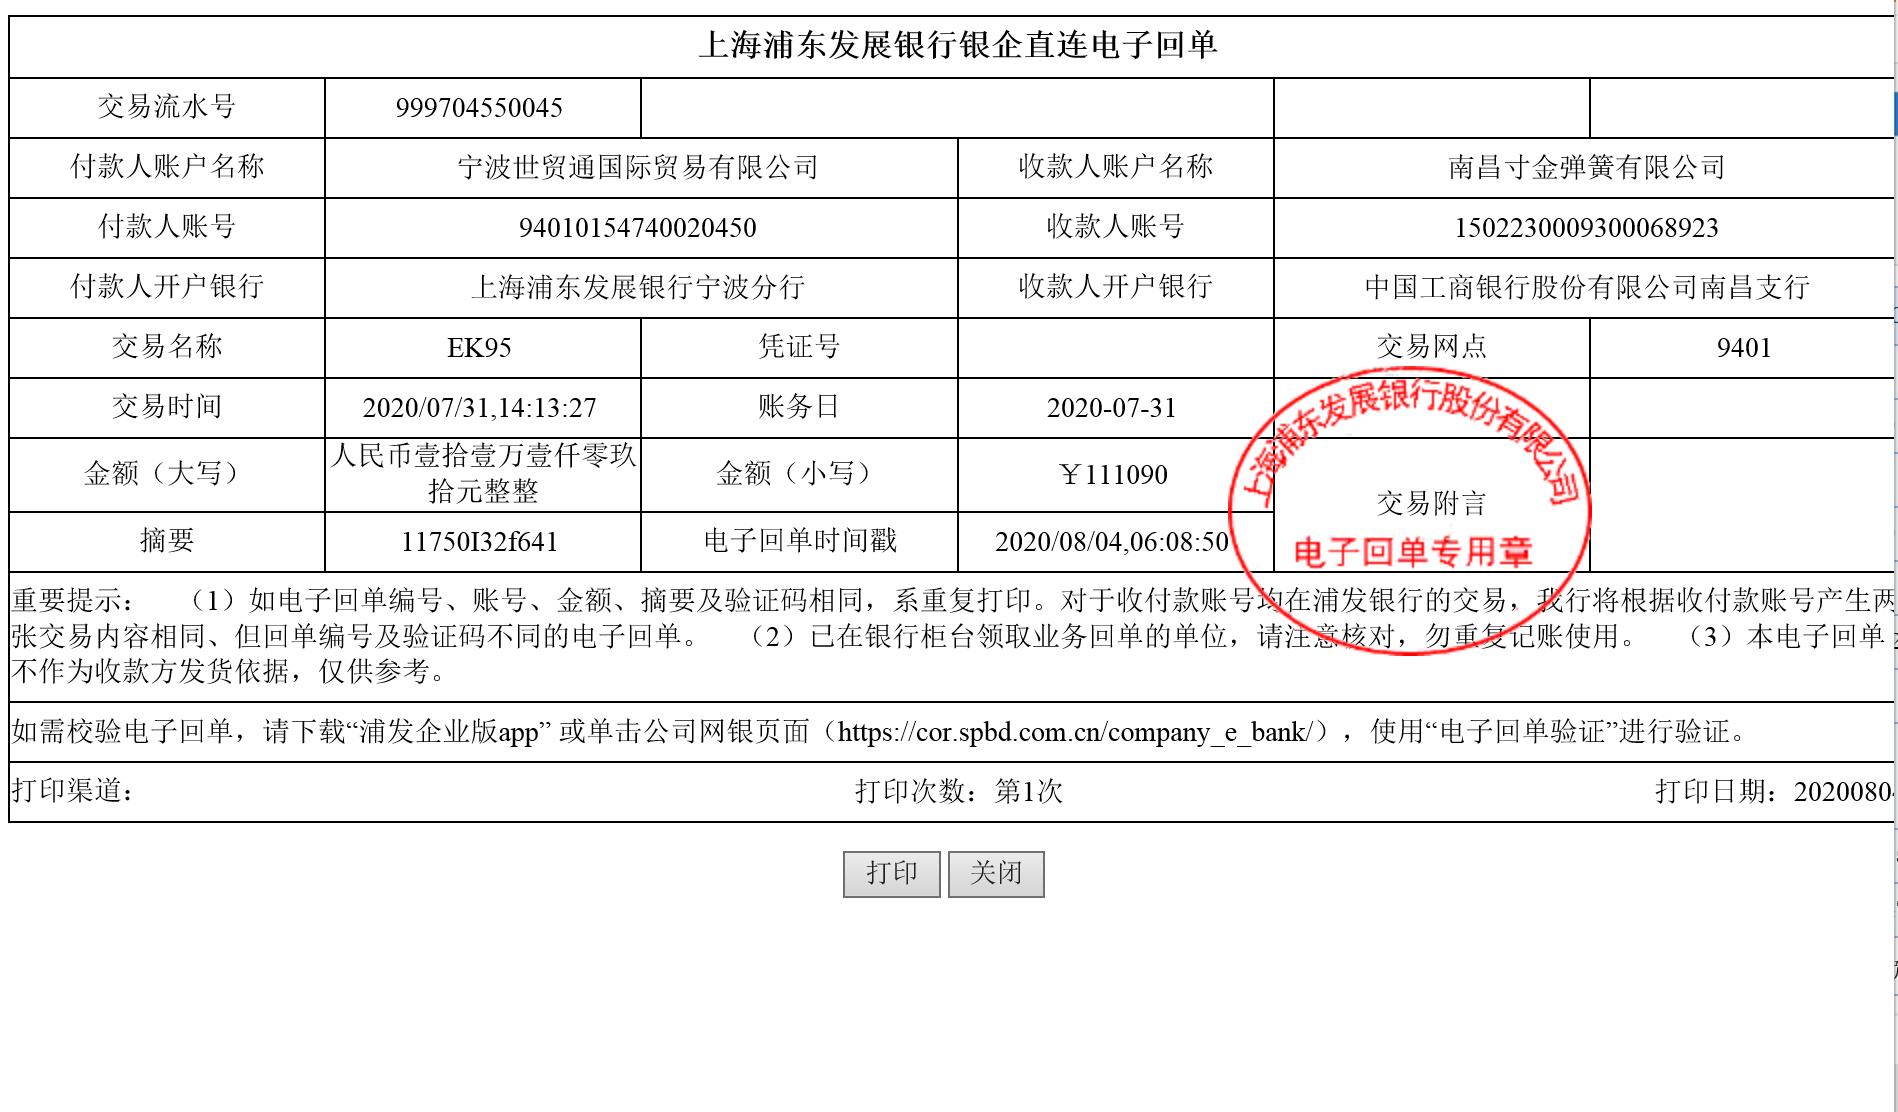 上海浦东发展银行银企直连电子回单
交易流水号 999704550045
付款人账户名称 宁波世贸通国际贸易有限公司 收款人账户名称 南昌寸金弹簧有限公司
付款人账号 94010154740020450 收款人账号 1502230009300068923
付款人开户银行 上海浦东发展银行宁波分行 收款人开户银行 中国工商银行股份有限公司南昌支行
交易名称 EK95 凭证号 交易网点 9401
交易时间 2020/07/31,14:13:27 账务日 2020-07-31
上海浦东发展银行股份有限公司
金额（大写） 人民币壹拾壹万壹仟零玖
拾元整整 金额（小写） ￥111090
交易附言
摘要 11750I32f641 电子回单时间戳 2020/08/04,06:08:50
电子回单专用章
重要提示： （1）如电子回单编号、账号、金额、摘要及验证码相同，系重复打印。对于收付款账号均在浦发银行的交易，我行将根据收付款账号产生两
张交易内容相同、但回单编号及验证码不同的电子回单。 （2）已在银行柜台领取业务回单的单位，请注意核对，勿重复记账使用。 （3）本电子回单
不作为收款方发货依据，仅供参考。
如需校验电子回单，请下载“浦发企业版app” 或单击公司网银页面（https://cor.spbd.com.cn/company_e_bank/），使用“电子回单验证”进行验证。
打印渠道： 打印次数：第1次 打印日期：2020080
打印 关闭